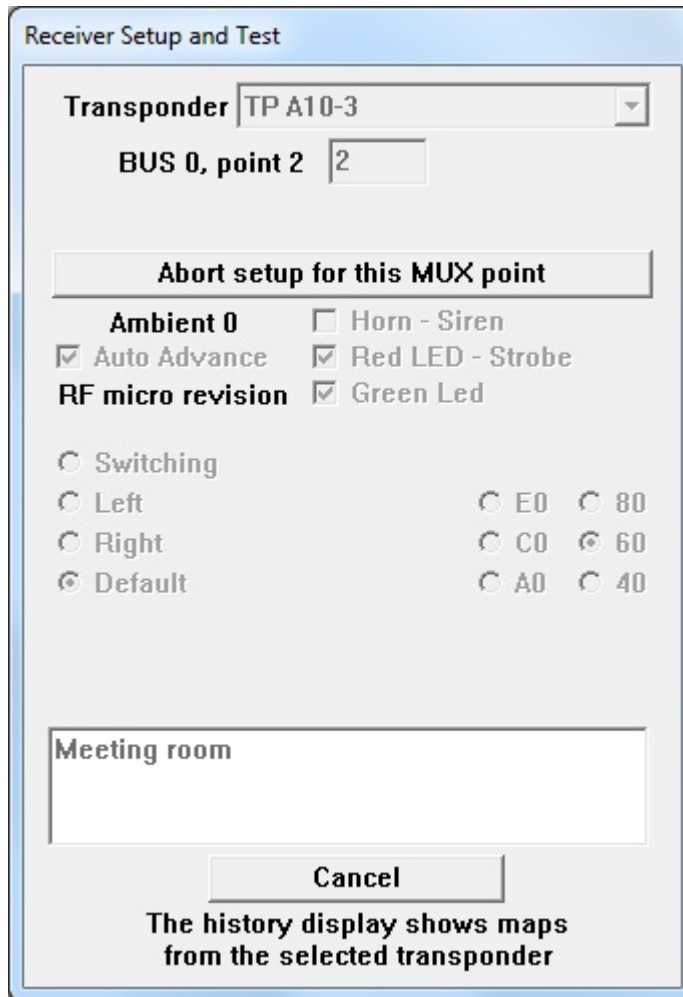 Receiver Setup and Test
Transponder TP A10-3
BUS 0, point 2 2
Abort setup for this MUX point
Ambient 0 Horn - Siren
Auto Advance Red LED - Strobe
RF micro revision Green Led
Switching
Left E0 80
Right C0 60
Default A0 40
Meeting room
Cancel
The history display shows maps
from the selected transponder